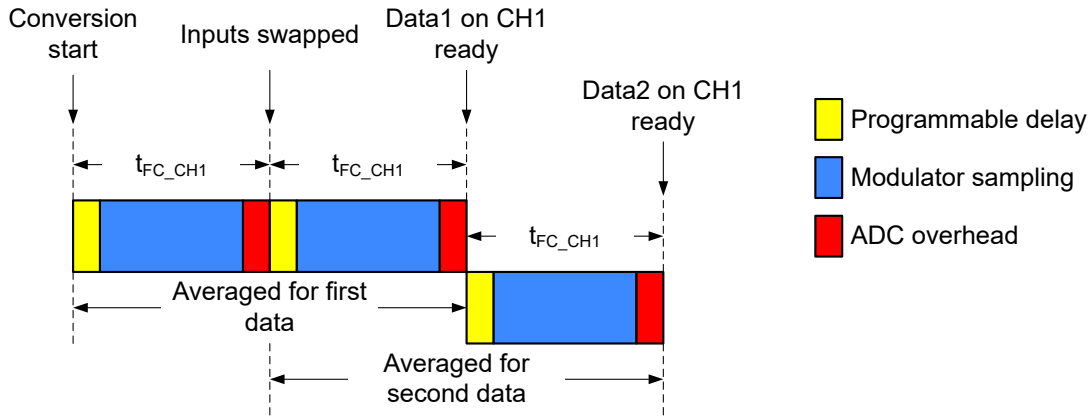 Conversion
start
Inputs swapped
Data1 on CH1
ready
Data2 on CH1
ready
Programmable delay
Modulator sampling
ADC overhead
tFC_CH1
tFC_CH1
tFC_CH1
Averaged for first
data
Averaged for
second data